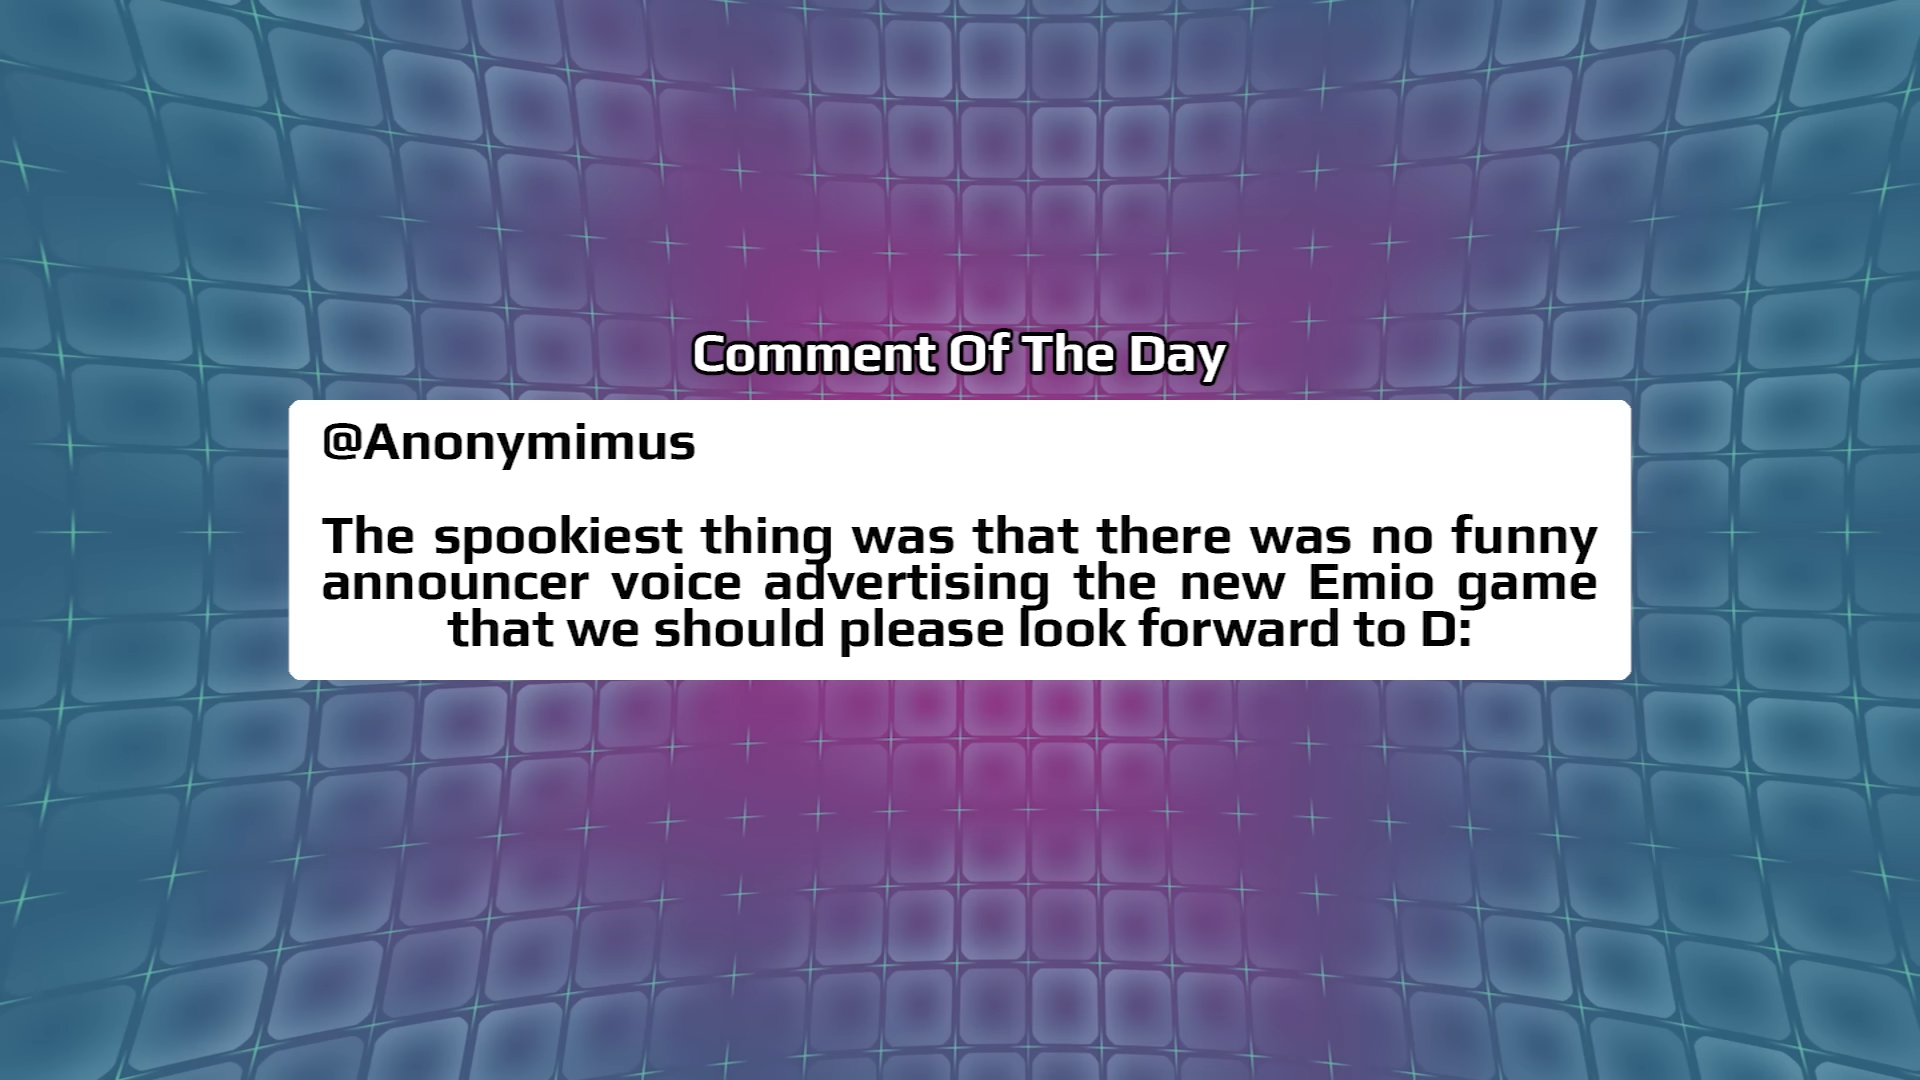 Comment Of The Day
@Anonymimus
The spookiest thing was that there was no funny
announcer voice advertising the new Emio game
that we should please look forward to D: